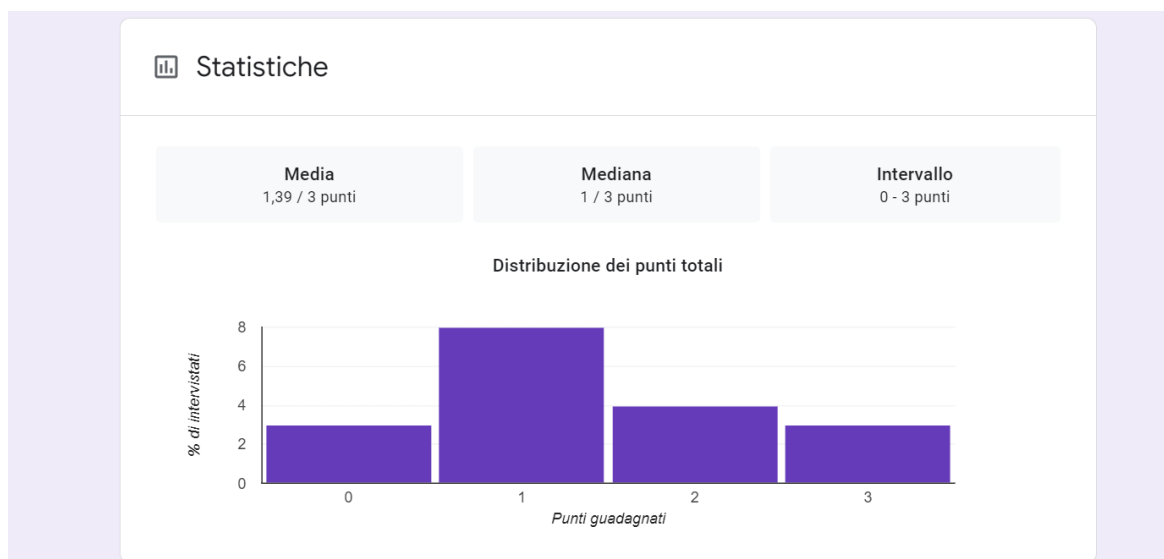 Statistiche
Media
1,39 / 3 punti
Mediana
1 / 3 punti
Intervallo
0 - 3 punti
Distribuzione dei punti totali
% di intervistati
8
6
4
2
0
0 1 2 3
Punti guadagnati